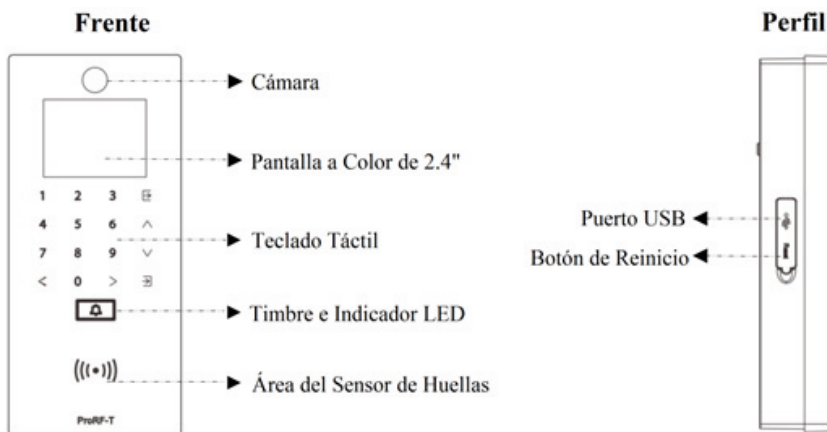 Frente
Perfil
Cámara
Pantalla a Color de 2.4"
1 2 3
4 5 6
Teclado Táctil
7 8 9
< 0 >
Timbre e Indicador LED
Área del Sensor de Huellas
ProRF-T
Puerto USB
Botón de Reinicio
Reset